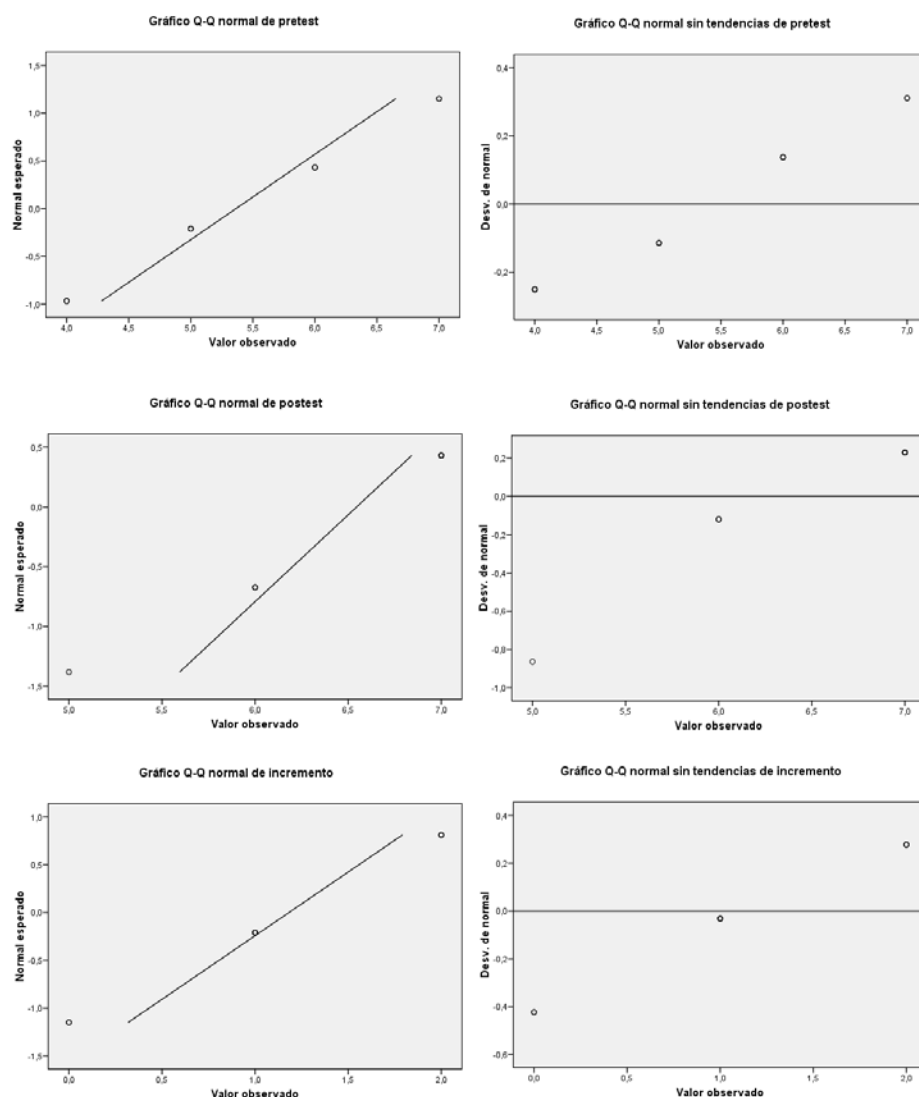 Gráfico Q-Q normal de pretest
1,5
1,0
0,5
0,0
-0,5
-1,0
Normal esperado
4,0 4,5 5,0 5,5 6,0 6,5 7,0
Valor observado
Gráfico Q-Q normal sin tendencias de pretest
0,4
0,2
0,0
-0,2
Desv. de normal
4,0 4,5 5,0 5,5 6,0 6,5 7,0
Valor observado
Gráfico Q-Q normal de postest
0,5
0,0
-0,5
-1,0
-1,5
Normal esperado
5,0 5,5 6,0 6,5 7,0
Valor observado
Gráfico Q-Q normal sin tendencias de postest
0,2
0,0
-0,2
-0,4
-0,6
-0,8
-1,0
Desv. de normal
5,0 5,5 6,0 6,5 7,0
Valor observado
Gráfico Q-Q normal de incremento
1,0
0,5
0,0
-0,5
-1,0
-1,5
Normal esperado
0,0 0,5 1,0 1,5 2,0
Valor observado
Gráfico Q-Q normal sin tendencias de incremento
0,4
0,2
0,0
-0,2
-0,4
-0,6
Desv. de normal
0,0 0,5 1,0 1,5 2,0
Valor observado